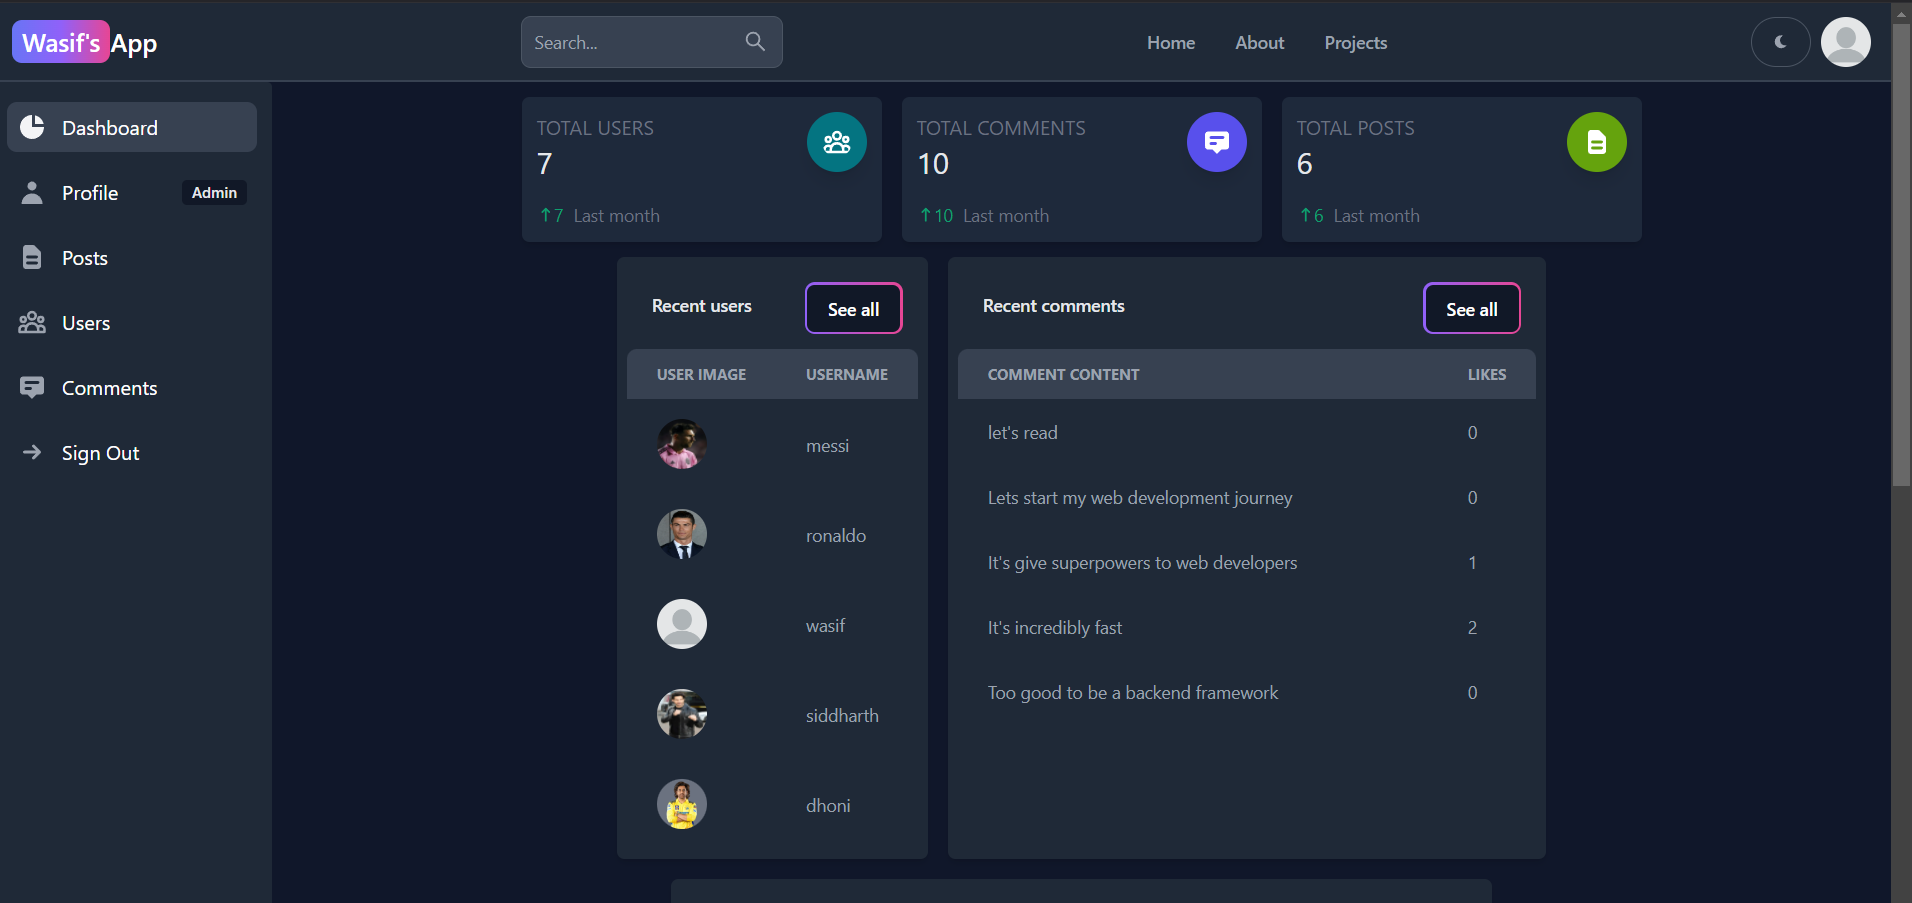 Wasif's App
Search...
Home About Projects
Dashboard
Profile Admin
Posts
Users
Comments
Sign Out
TOTAL USERS
7
7 Last month
TOTAL COMMENTS
10
10 Last month
TOTAL POSTS
6
6 Last month
Recent users See all
USER IMAGE USERNAME
messi
ronaldo
wasif
siddharth
dhoni
Recent comments See all
COMMENT CONTENT LIKES
let's read 0
Lets start my web development journey 0
It's give superpowers to web developers 1
It's incredibly fast 2
Too good to be a backend framework 0